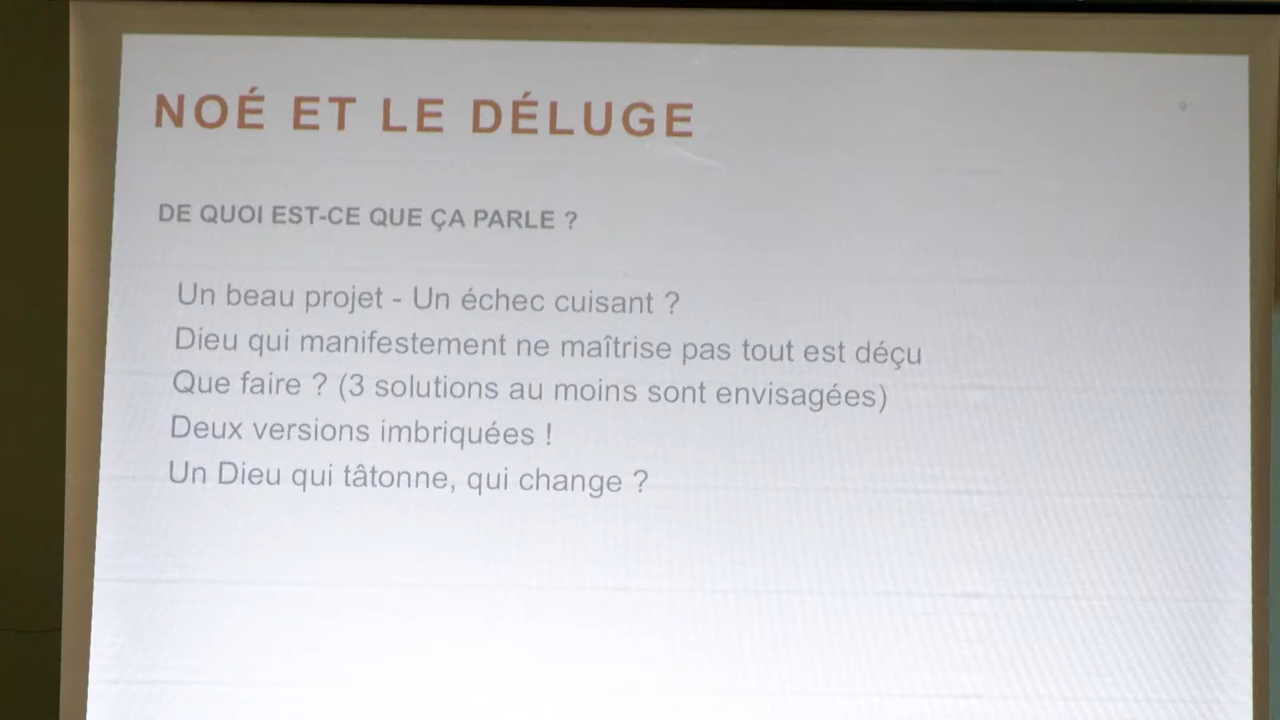 NOÉ ET LE DÉLUGE
DE QUOI EST-CE QUE ÇA PARLE ?
Un beau projet - Un échec cuisant ?
Dieu qui manifestement ne maîtrise pas tout est déçu
Que faire ? (3 solutions au moins sont envisagées)
Deux versions imbriquées !
Un Dieu qui tâtonne, qui change ?